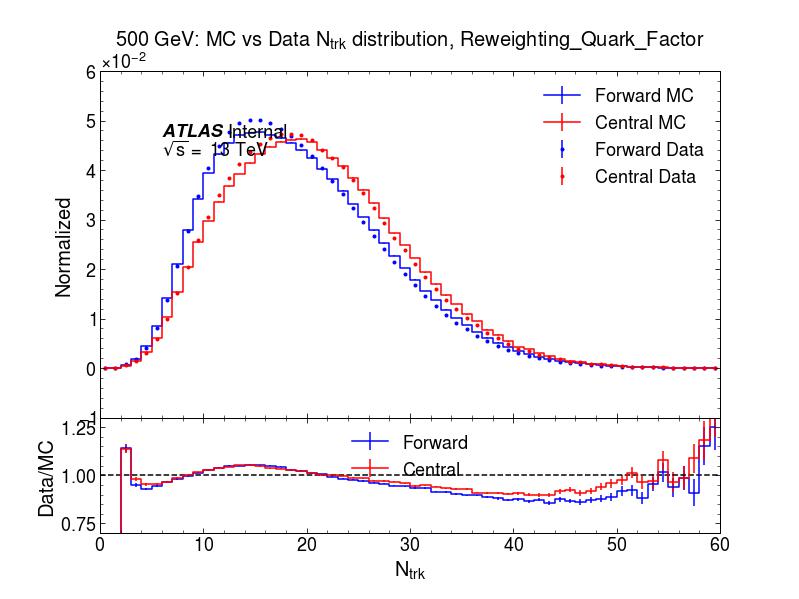 500 GeV: MC vs Data N_trk distribution, Reweighting_Quark_Factor
×10⁻²
6
5
4
3
2
1
0
−1
Normalized
ATLAS Internal
√s = 13 TeV
Forward MC
Central MC
Forward Data
Central Data
1.25
1.00
0.75
Data/MC
Forward
Central
0 10 20 30 40 50 60
N_trk